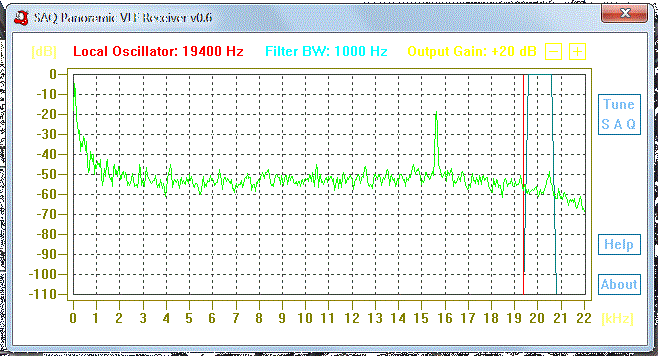 SAQ Panoramic VLF Receiver v0.6
[dB] Local Oscillator: 19400 Hz Filter BW: 1000 Hz Output Gain: +20 dB - +
0
-10
-20
-30
-40
-50
-60
-70
-80
-90
-100
-110
0 1 2 3 4 5 6 7 8 9 10 11 12 13 14 15 16 17 18 19 20 21 22 [kHz]
Tune
S A Q
Help
About